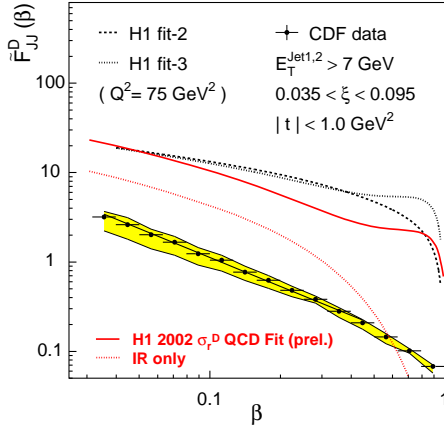 F̃ᴰJJ (β)
H1 fit-2
H1 fit-3
( Q²= 75 GeV² )
CDF data
E_T^Jet1,2 > 7 GeV
0.035 < ξ < 0.095
| t | < 1.0 GeV²
100
10
1
0.1
H1 2002 σᵣᴰ QCD Fit (prel.)
IR only
0.1
1
β